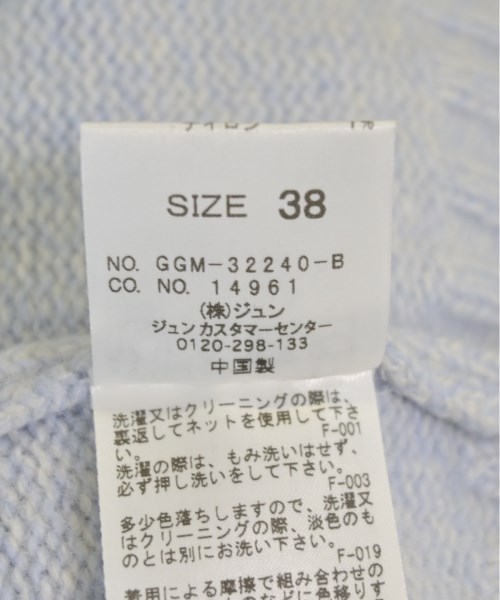 ナイロン 1%
SIZE 38
NO. GGM-32240-B
CO. NO. 14961
(株)ジュン
ジュン カスタマーセンター
0120-298-133
中国製
洗濯又はクリーニングの際は、
裏返してネットを使用して下さ
い。 F-001
洗濯の際は、もみ洗いはせず、
必ず押し洗いをして下さい。
F-003
多少色落ちしますので、洗濯又
はクリーニングの際、淡色のも
のとは別にお洗い下さい。
F-019
着用による摩擦で組み合わせの